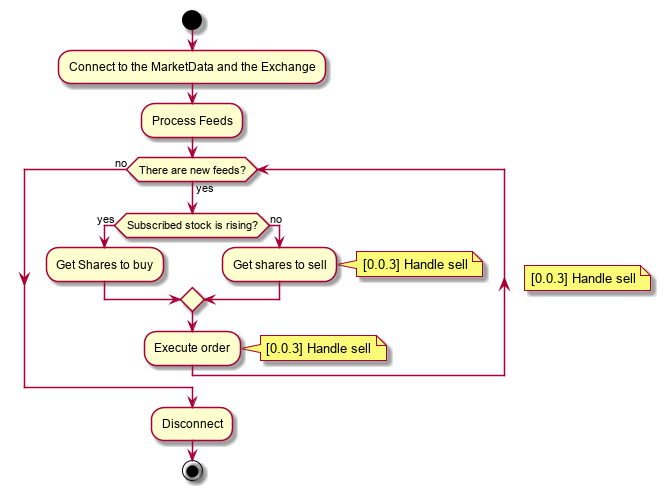 Connect to the MarketData and the Exchange
Process Feeds
no
There are new feeds?
yes
yes
Subscribed stock is rising?
no
Get Shares to buy
Get shares to sell
[0.0.3] Handle sell
[0.0.3] Handle sell
Execute order
[0.0.3] Handle sell
Disconnect